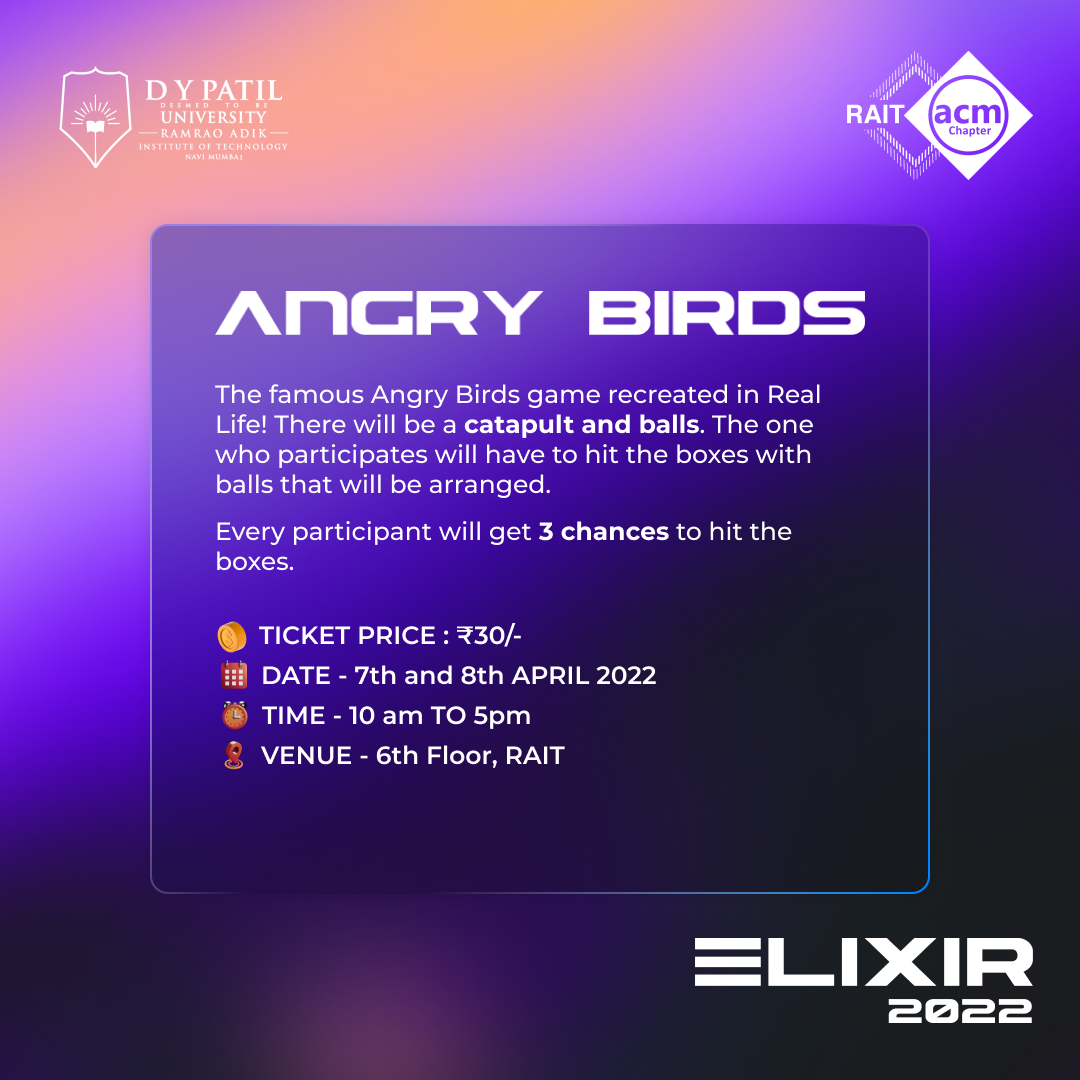 D Y PATIL
DEEMED TO BE
UNIVERSITY
RAMRAO ADIK
INSTITUTE OF TECHNOLOGY
NAVI MUMBAI
RAIT
acm
Chapter
ANGRY BIRDS
The famous Angry Birds game recreated in Real
Life! There will be a catapult and balls. The one
who participates will have to hit the boxes with
balls that will be arranged.
Every participant will get 3 chances to hit the
boxes.
TICKET PRICE : ₹30/-
DATE - 7th and 8th APRIL 2022
TIME - 10 am TO 5pm
VENUE - 6th Floor, RAIT
ELIXIR
2022